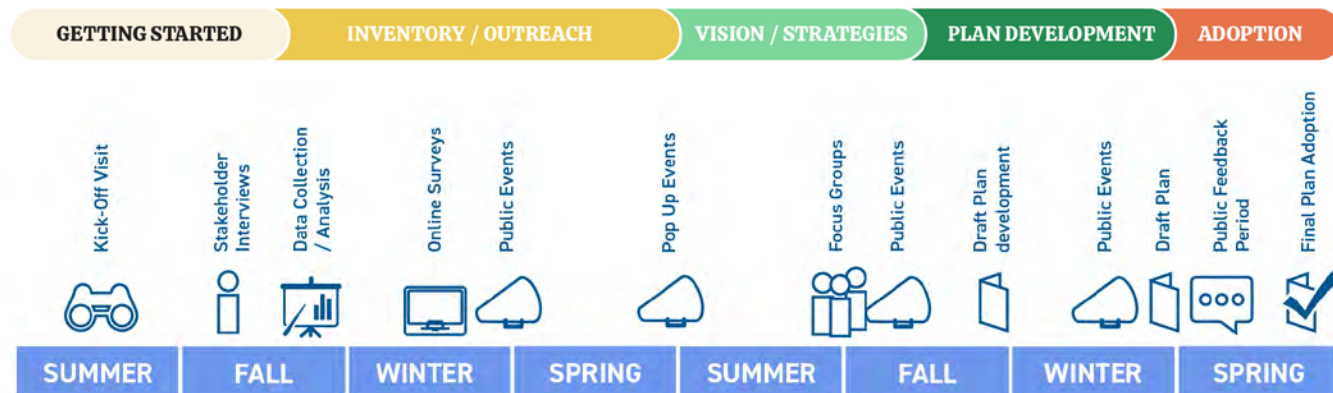 GETTING STARTED
INVENTORY / OUTREACH
VISION / STRATEGIES
PLAN DEVELOPMENT
ADOPTION
Kick-Off Visit
Stakeholder
Interviews
Data Collection
/ Analysis
Online Surveys
Public Events
Pop Up Events
Focus Groups
Public Events
Draft Plan
development
Public Events
Draft Plan
Public Feedback
Period
Final Plan Adoption
SUMMER
FALL
WINTER
SPRING
SUMMER
FALL
WINTER
SPRING